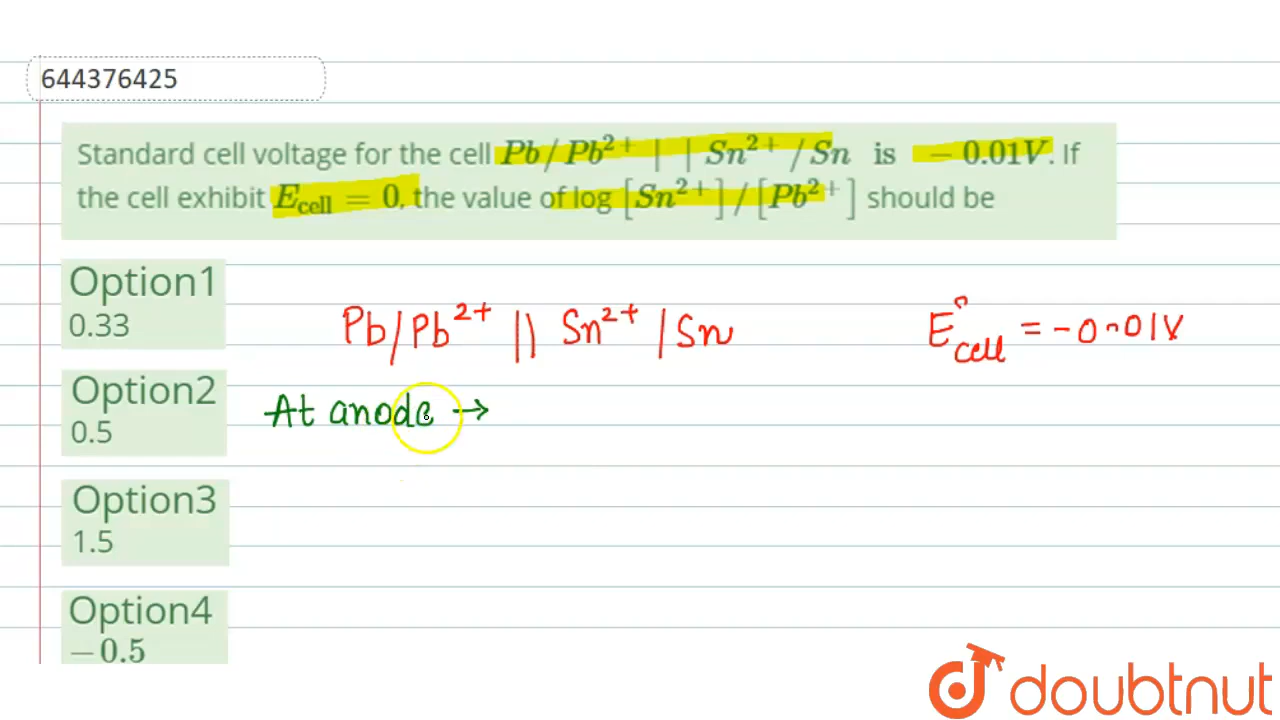 644376425
Standard cell voltage for the cell Pb/Pb²⁺ | | Sn²⁺/Sn is −0.01V. If
the cell exhibit E_cell = 0, the value of log [Sn²⁺]/[Pb²⁺] should be
Option1
0.33
Pb/Pb²⁺ || Sn²⁺/Sn E°cell = -0.01V
Option2
0.5
At anode →
Option3
1.5
Option4
−0.5
doubtnut